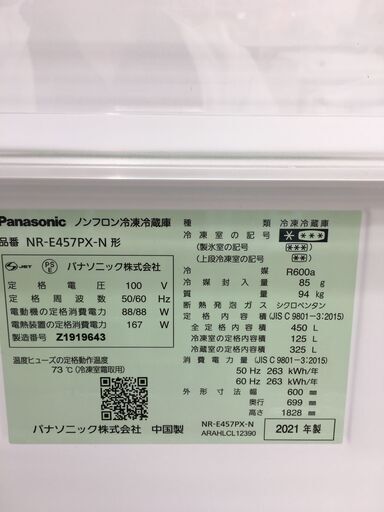 Panasonic ノンフロン冷凍冷蔵庫
品番 NR-E457PX-N 形
JET PS E パナソニック株式会社
定格電圧 100 V
定格周波数 50/60 Hz
電動機の定格消費電力 88/88 W
電熱装置の定格消費電力 167 W
製造番号 Z1919643
温度ヒューズの定格動作温度
73 ℃ (冷凍室霜取用)
パナソニック株式会社 中国製
種類 冷凍冷蔵庫
冷凍室の記号 * ***
(製氷室の記号) (***)
(上段冷凍室の記号) (**)
冷媒 R600a
冷媒封入量 85 g
質量 94 kg
断熱発泡ガス シクロペンタン
定格内容積 (JIS C 9801-3:2015)
全定格内容積 450 L
冷凍室の定格内容積 125 L
冷蔵室の定格内容積 325 L
消費電力量 (JIS C 9801-3:2015)
50 Hz 263 kWh/年
60 Hz 263 kWh/年
外形寸法 幅 600 ㎜
奥行 699 ㎜
高さ 1828 ㎜
NR-E457PX-N
ARAHLCL12390
2021 年製